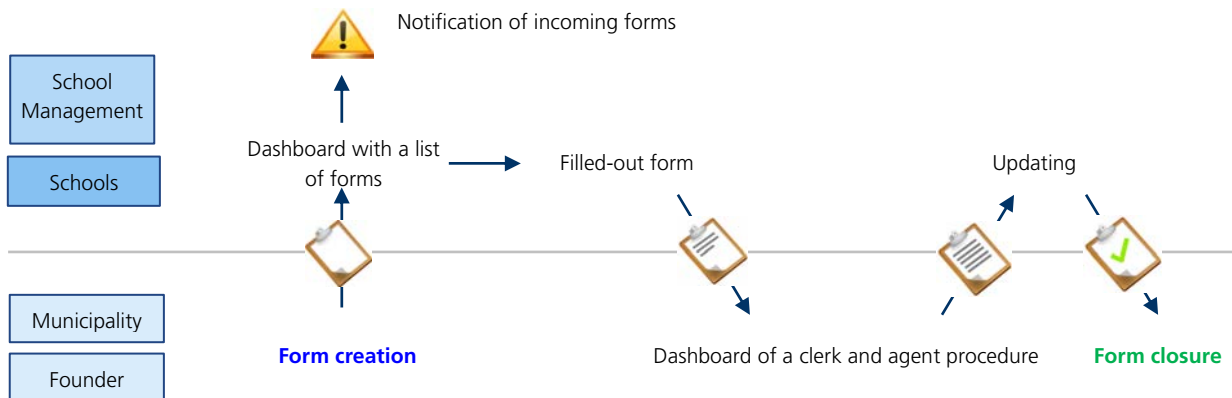 Notification of incoming forms
School
Management
Dashboard with a list
of forms
Filled-out form
Updating
Schools
Municipality
Form creation
Dashboard of a clerk and agent procedure
Form closure
Founder